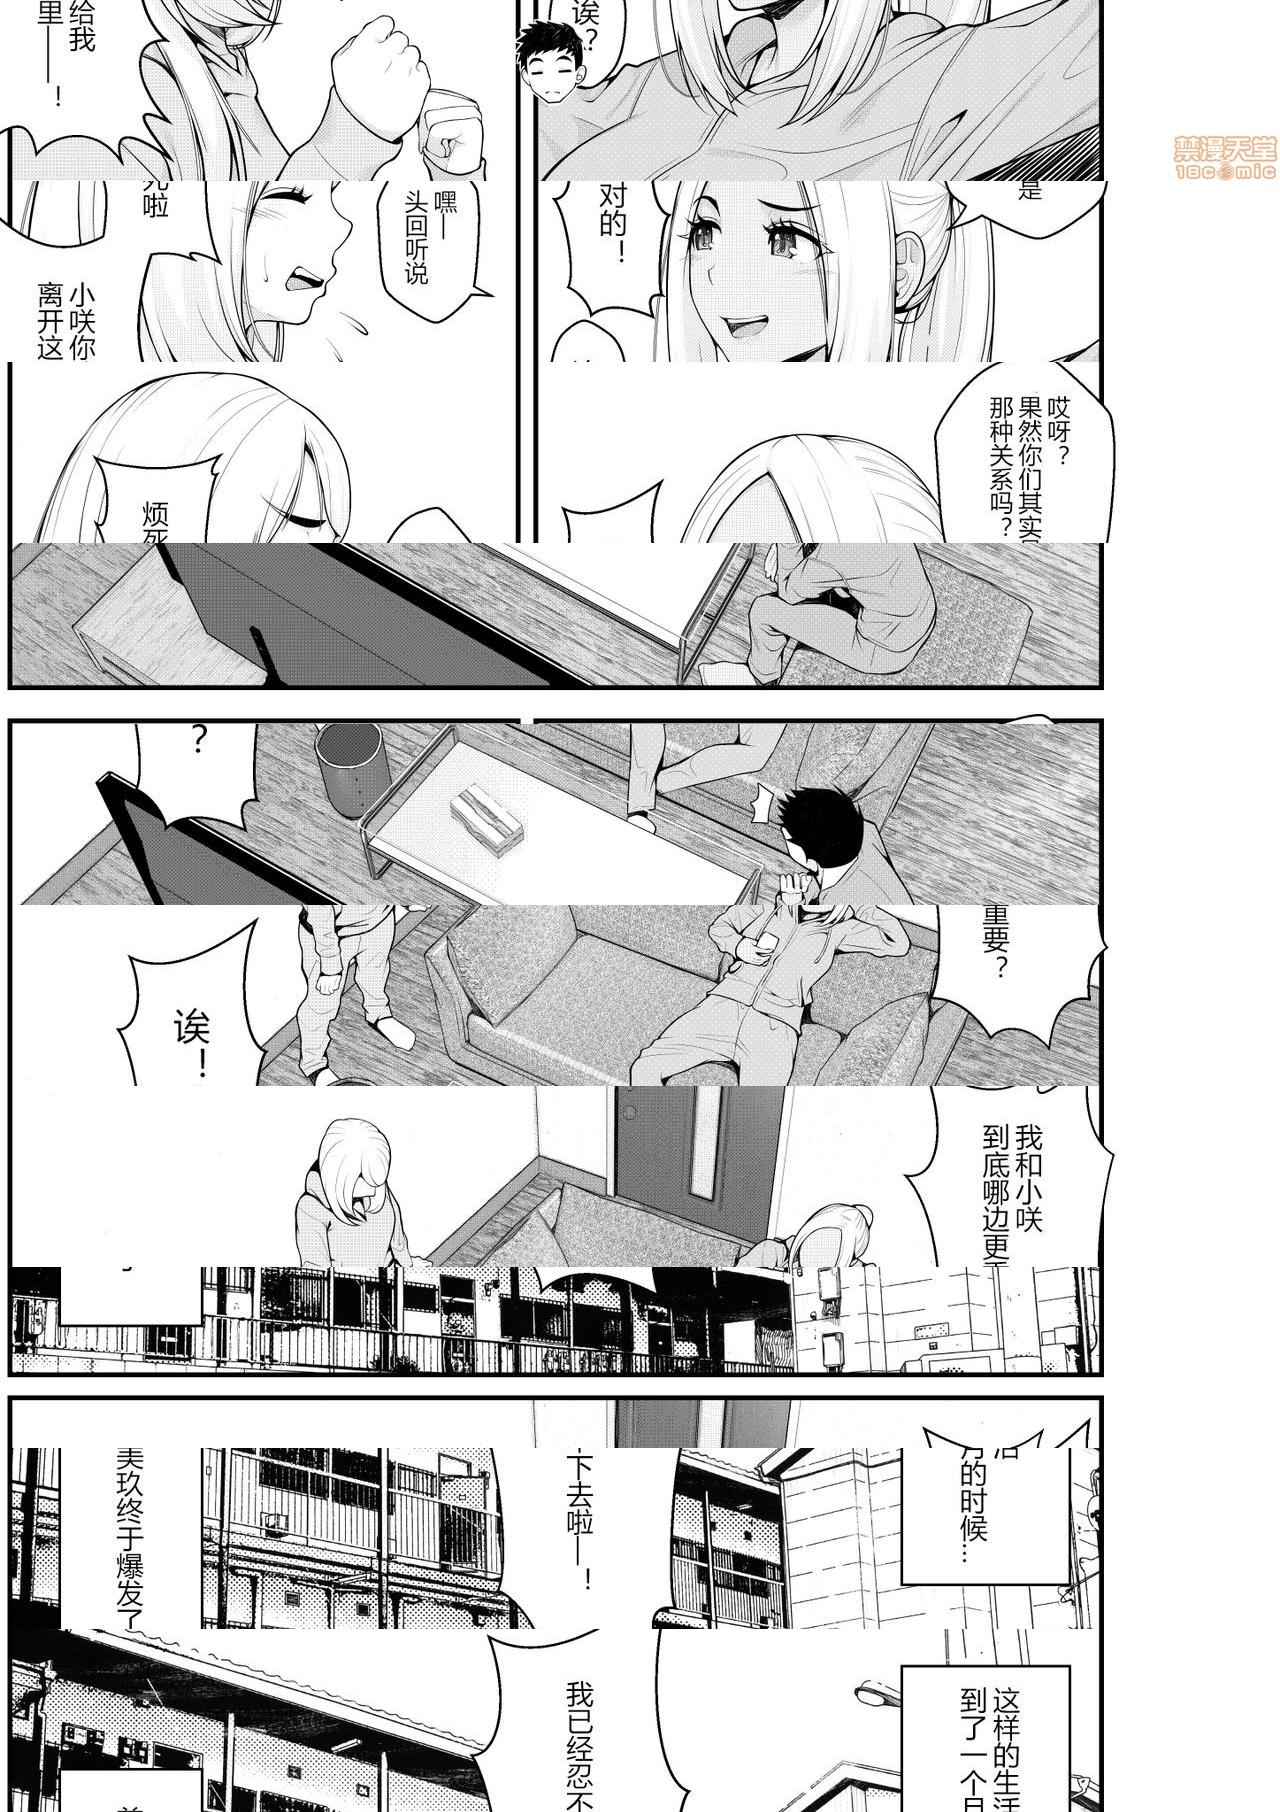 诶？
给我
里——！
是
对的！
嘿—
头回听说
啦
小咲你
离开这
哎呀？
果然你们其实
那种关系吗？
烦死
？
重要？
诶！
我和小咲
到底哪边更
月的时候…
下去啦—！
美玖终于爆发了
这样的生活
到了一个月
我已经忍不
禁漫天堂
18comic